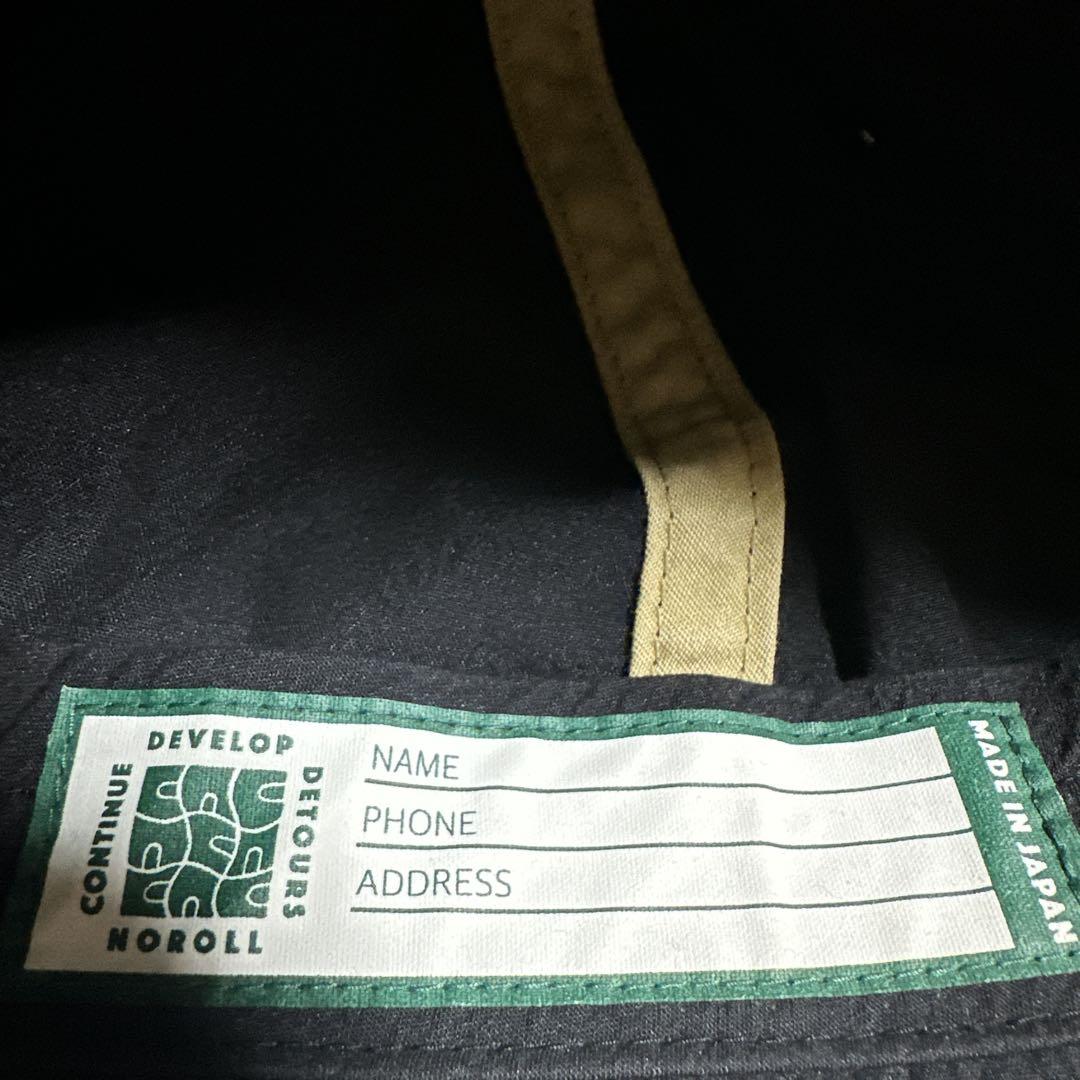 DEVELOP
CONTINUE
DETOURS
NOROLL
NAME
PHONE
ADDRESS
MADE IN JAPAN